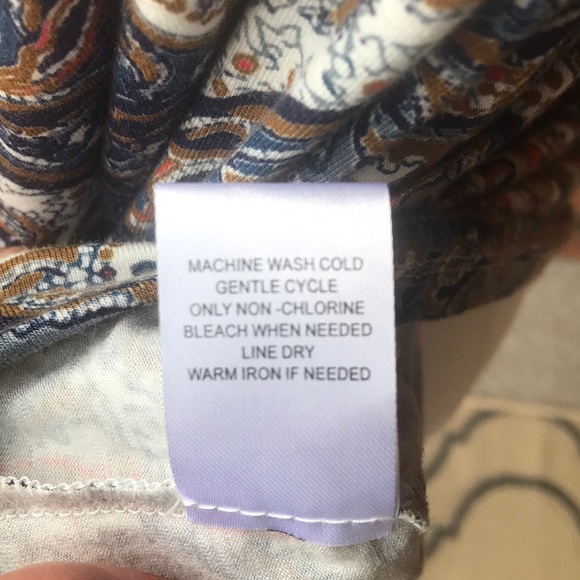 MACHINE WASH COLD
GENTLE CYCLE
ONLY NON -CHLORINE
BLEACH WHEN NEEDED
LINE DRY
WARM IRON IF NEEDED